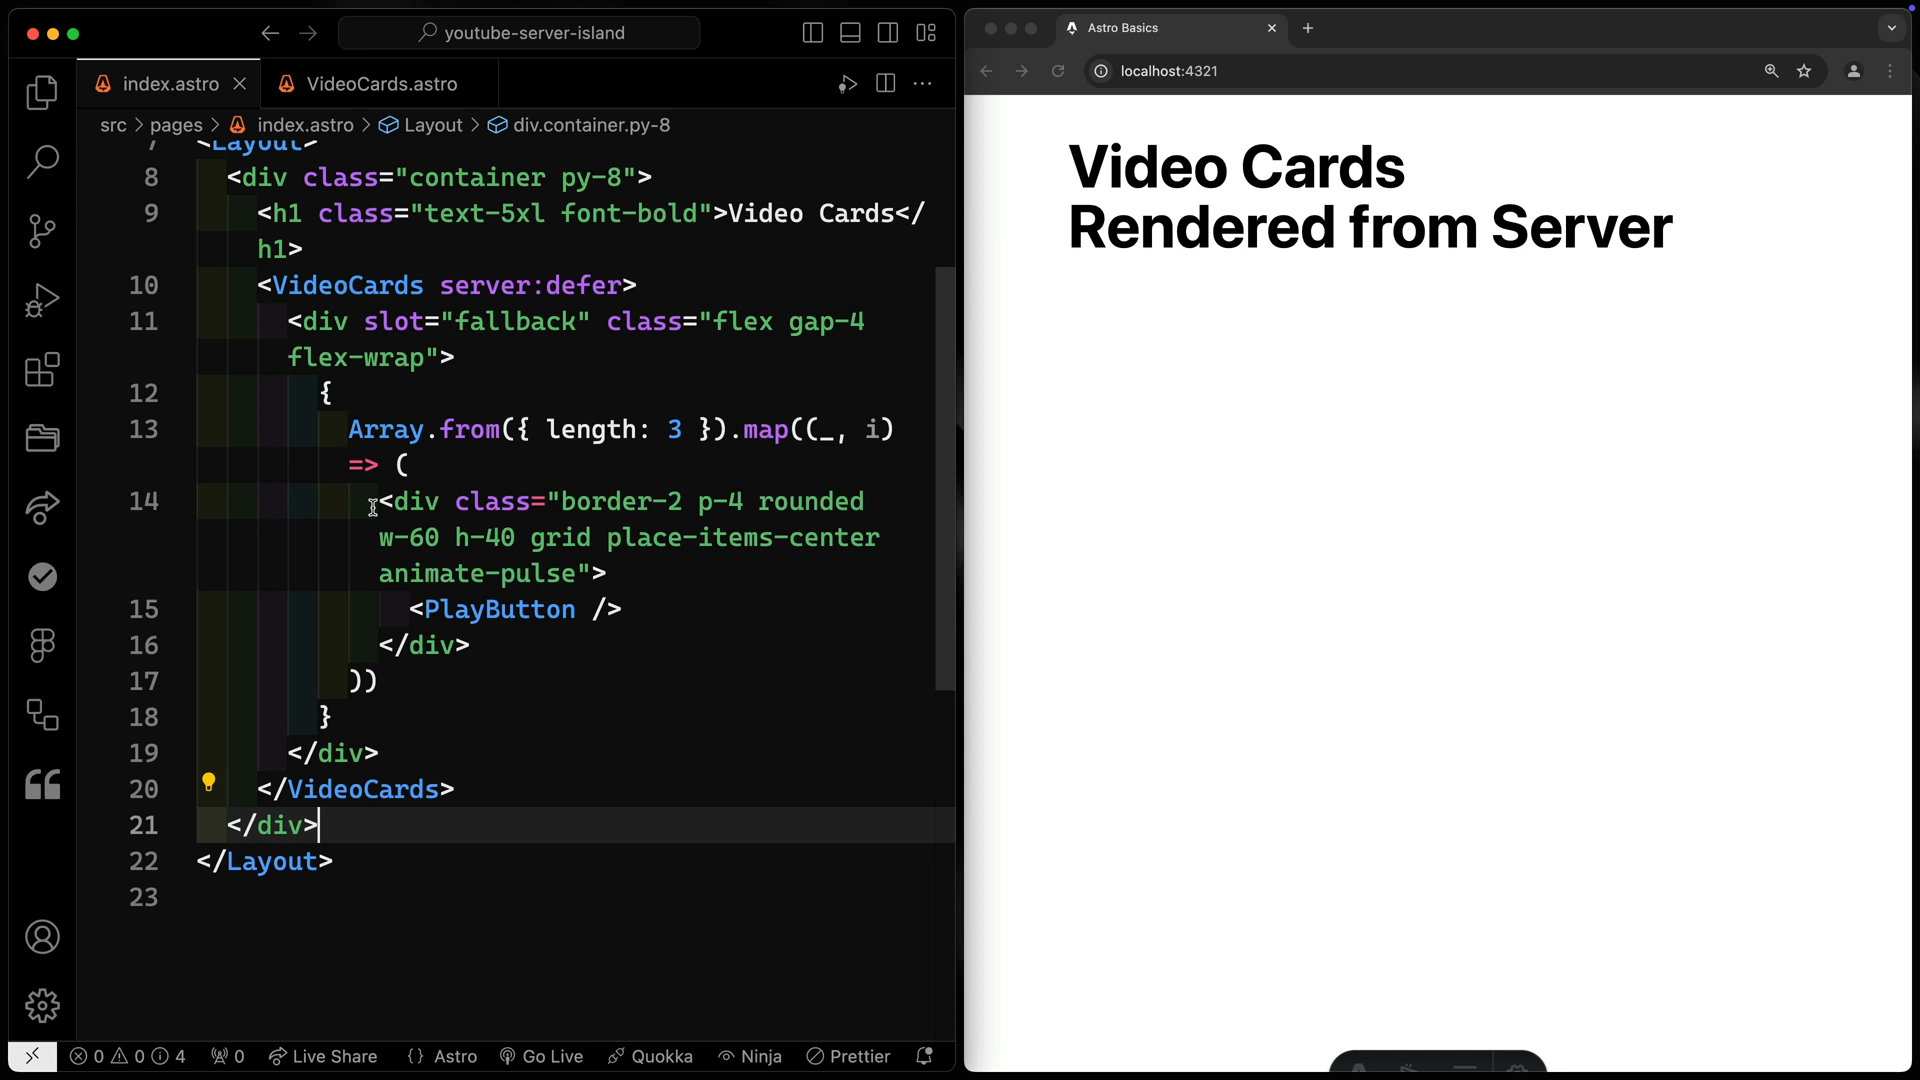 youtube-server-island
index.astro
VideoCards.astro
src > pages > index.astro > Layout > div.container.py-8
7 <Layout>
8 <div class="container py-8">
9 <h1 class="text-5xl font-bold">Video Cards</
h1>
10 <VideoCards server:defer>
11 <div slot="fallback" class="flex gap-4
flex-wrap">
12 {
13 Array.from({ length: 3 }).map((_, i)
=> (
14 <div class="border-2 p-4 rounded
w-60 h-40 grid place-items-center
animate-pulse">
15 <PlayButton />
16 </div>
17 ))
18 }
19 </div>
20 </VideoCards>
21 </div>
22 </Layout>
23
0 0 4 0 Live Share {} Astro Go Live Quokka Ninja Prettier
Astro Basics
localhost:4321
Video Cards
Rendered from Server